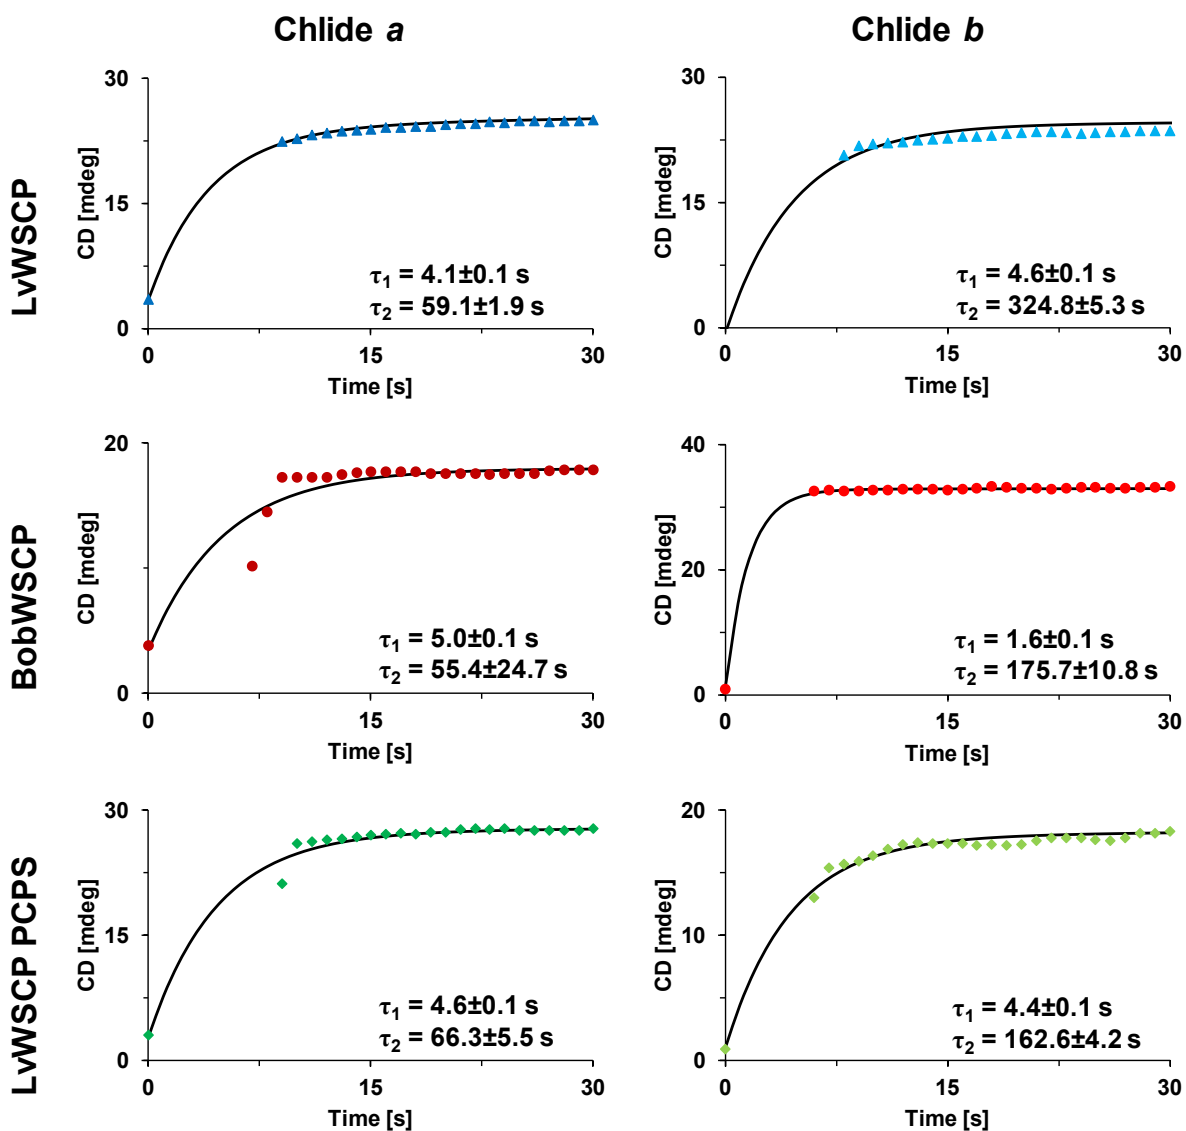 Chlide a
Chlide b
LvWSCP
CD [mdeg]
30
15
0
0
15
30
Time [s]
τ1 = 4.1±0.1 s
τ2 = 59.1±1.9 s
CD [mdeg]
30
15
0
0
15
30
Time [s]
τ1 = 4.6±0.1 s
τ2 = 324.8±5.3 s
BobWSCP
CD [mdeg]
20
0
0
15
30
Time [s]
τ1 = 5.0±0.1 s
τ2 = 55.4±24.7 s
CD [mdeg]
40
20
0
0
15
30
Time [s]
τ1 = 1.6±0.1 s
τ2 = 175.7±10.8 s
LvWSCP PCPS
CD [mdeg]
30
15
0
0
15
30
Time [s]
τ1 = 4.6±0.1 s
τ2 = 66.3±5.5 s
CD [mdeg]
20
10
0
0
15
30
Time [s]
τ1 = 4.4±0.1 s
τ2 = 162.6±4.2 s